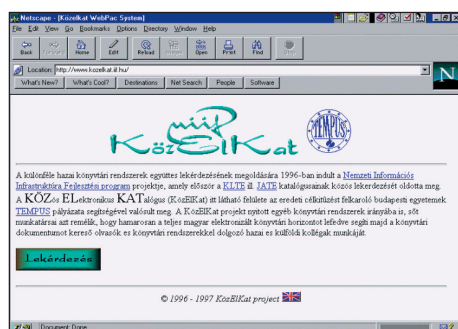 Netscape - [Közelkat WebPac System]
File Edit View Go Bookmarks Options Directory Window Help
Back Forward Home Edit Reload Images Open Print Find Stop
Location: http://www.kozelkat.iif.hu/
What's New? What's Cool? Destinations Net Search People Software
N
niif
KözElKat
TEMPUS
A különféle hazai könyvtári rendszerek együttes lekérdezésének megoldására 1996-ban indult a Nemzeti Információs
Infrastruktúra Fejlesztési program projektje, amely először a KLTE ill. JATE katalógusainak közös lekérdezését oldotta meg.
A KÖZös ELektronikus KATalógus (KözElKat) itt látható felülete az eredeti célkitűzést felkaroló budapesti egyetemek
TEMPUS pályázata segítségével valósult meg. A KözElKat projekt nyitott egyéb könyvtári rendszerek irányába is, sőt
munkatársai azt remélik, hogy hamarosan a teljes magyar elektronizált könyvtári horizontot lefedve segíti majd a könyvtári
dokumentumot kereső olvasók es könyvtári rendszerekkel dolgozó hazai es külföldi kollégák munkáját.
Lekérdezés
© 1996 - 1997 KözElKat project
Document: Done